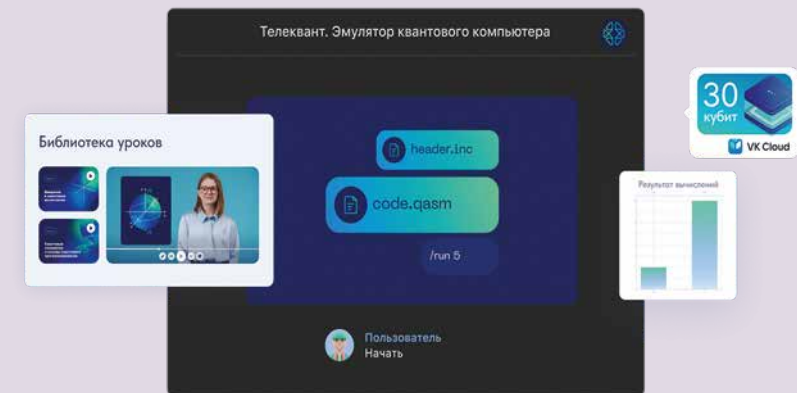 Телеквант. Эмулятор квантового компьютера
30
кубит
VK Cloud
Библиотека уроков
header.inc
code.qasm
/run 5
Результат вычислений
Пользователь
Начать